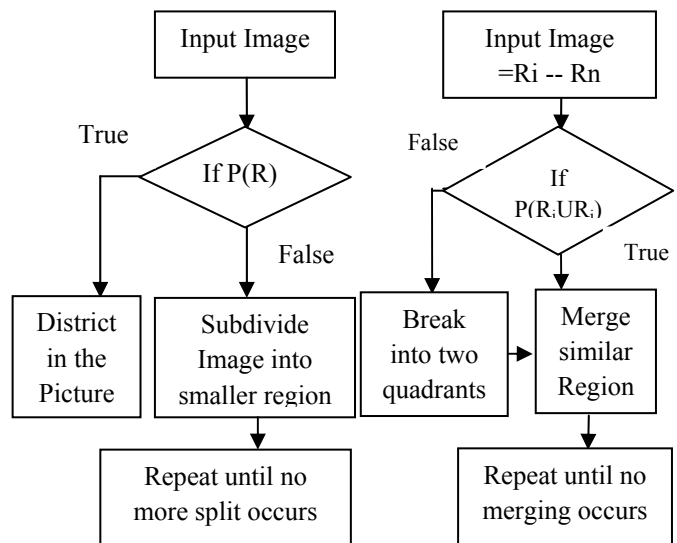 Input Image
True
If P(R)
False
District
in the
Picture
Subdivide
Image into
smaller region
Repeat until no
more split occurs
Input Image
=Ri -- Rn
False
If
P(RᵢURⱼ)
True
Break
into two
quadrants
Merge
similar
Region
Repeat until no
merging occurs